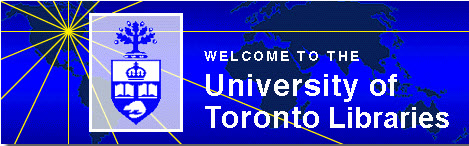 WELCOME TO THE
University of
Toronto Libraries